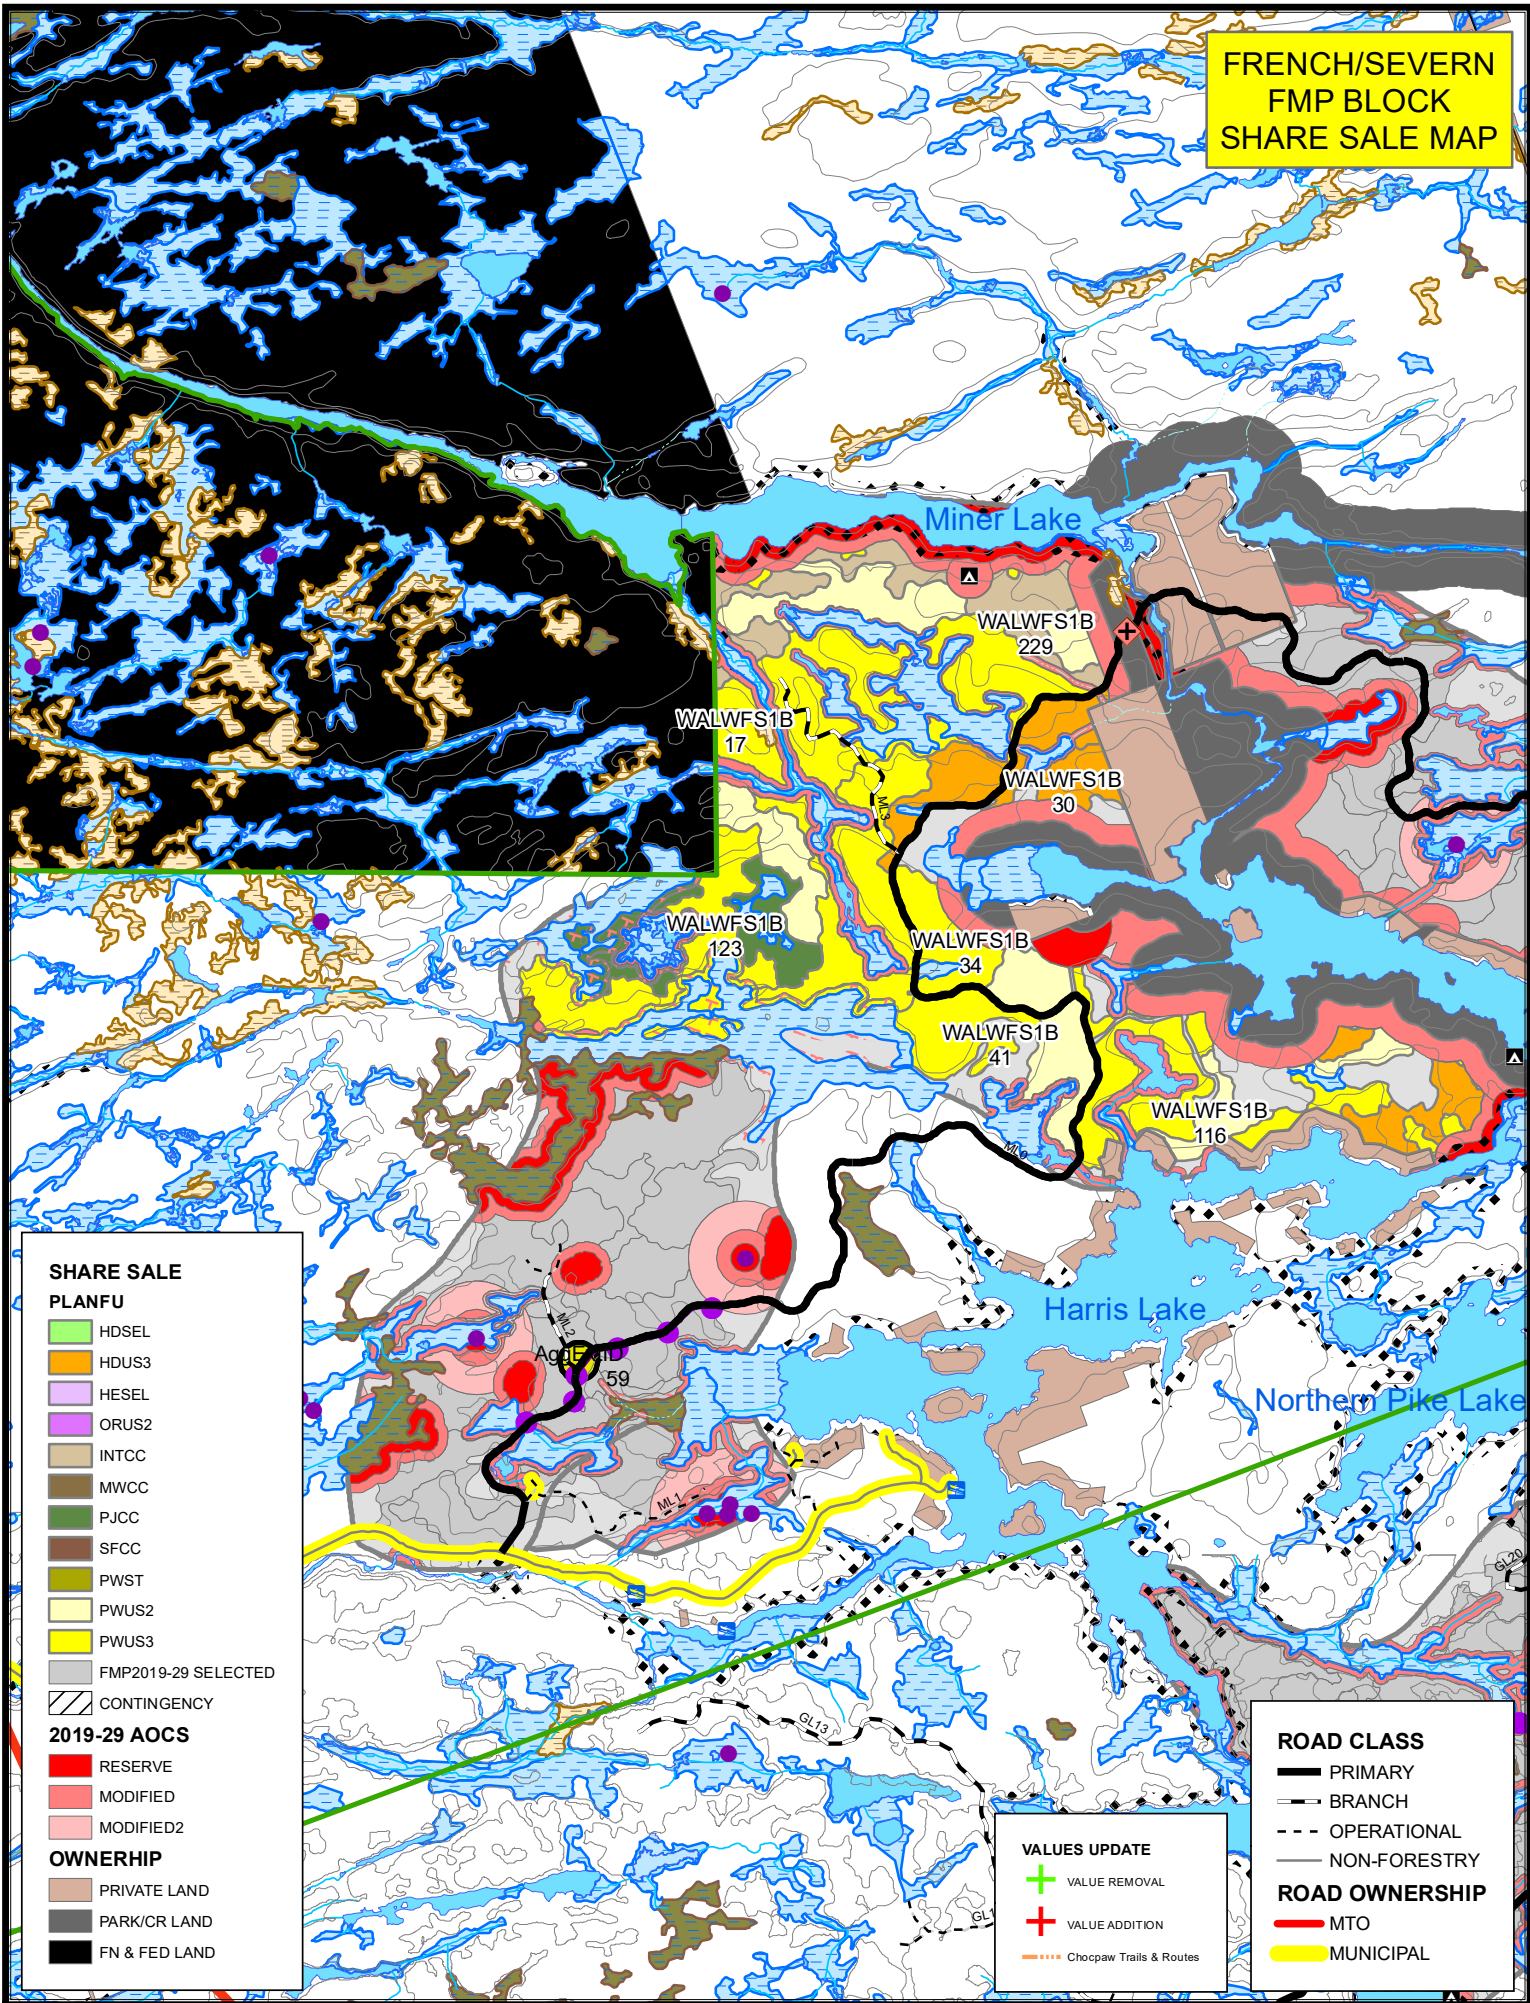 FRENCH/SEVERN
FMP BLOCK
SHARE SALE MAP
Miner Lake
WALWFS1B
229
WALWFS1B
17
WALWFS1B
30
ML3
WALWFS1B
123
WALWFS1B
34
WALWFS1B
41
WALWFS1B
116
ML0
Harris Lake
ML2
59
Northern Pike Lake
ML1
GL20
GL13
SHARE SALE
PLANFU
HDSEL
HDUS3
HESEL
ORUS2
INTCC
MWCC
PJCC
SFCC
PWST
PWUS2
PWUS3
FMP2019-29 SELECTED
CONTINGENCY
2019-29 AOCS
RESERVE
MODIFIED
MODIFIED2
OWNERHIP
PRIVATE LAND
PARK/CR LAND
FN & FED LAND
VALUES UPDATE
VALUE REMOVAL
VALUE ADDITION
Chocpaw Trails & Routes
ROAD CLASS
PRIMARY
BRANCH
OPERATIONAL
NON-FORESTRY
ROAD OWNERSHIP
MTO
MUNICIPAL